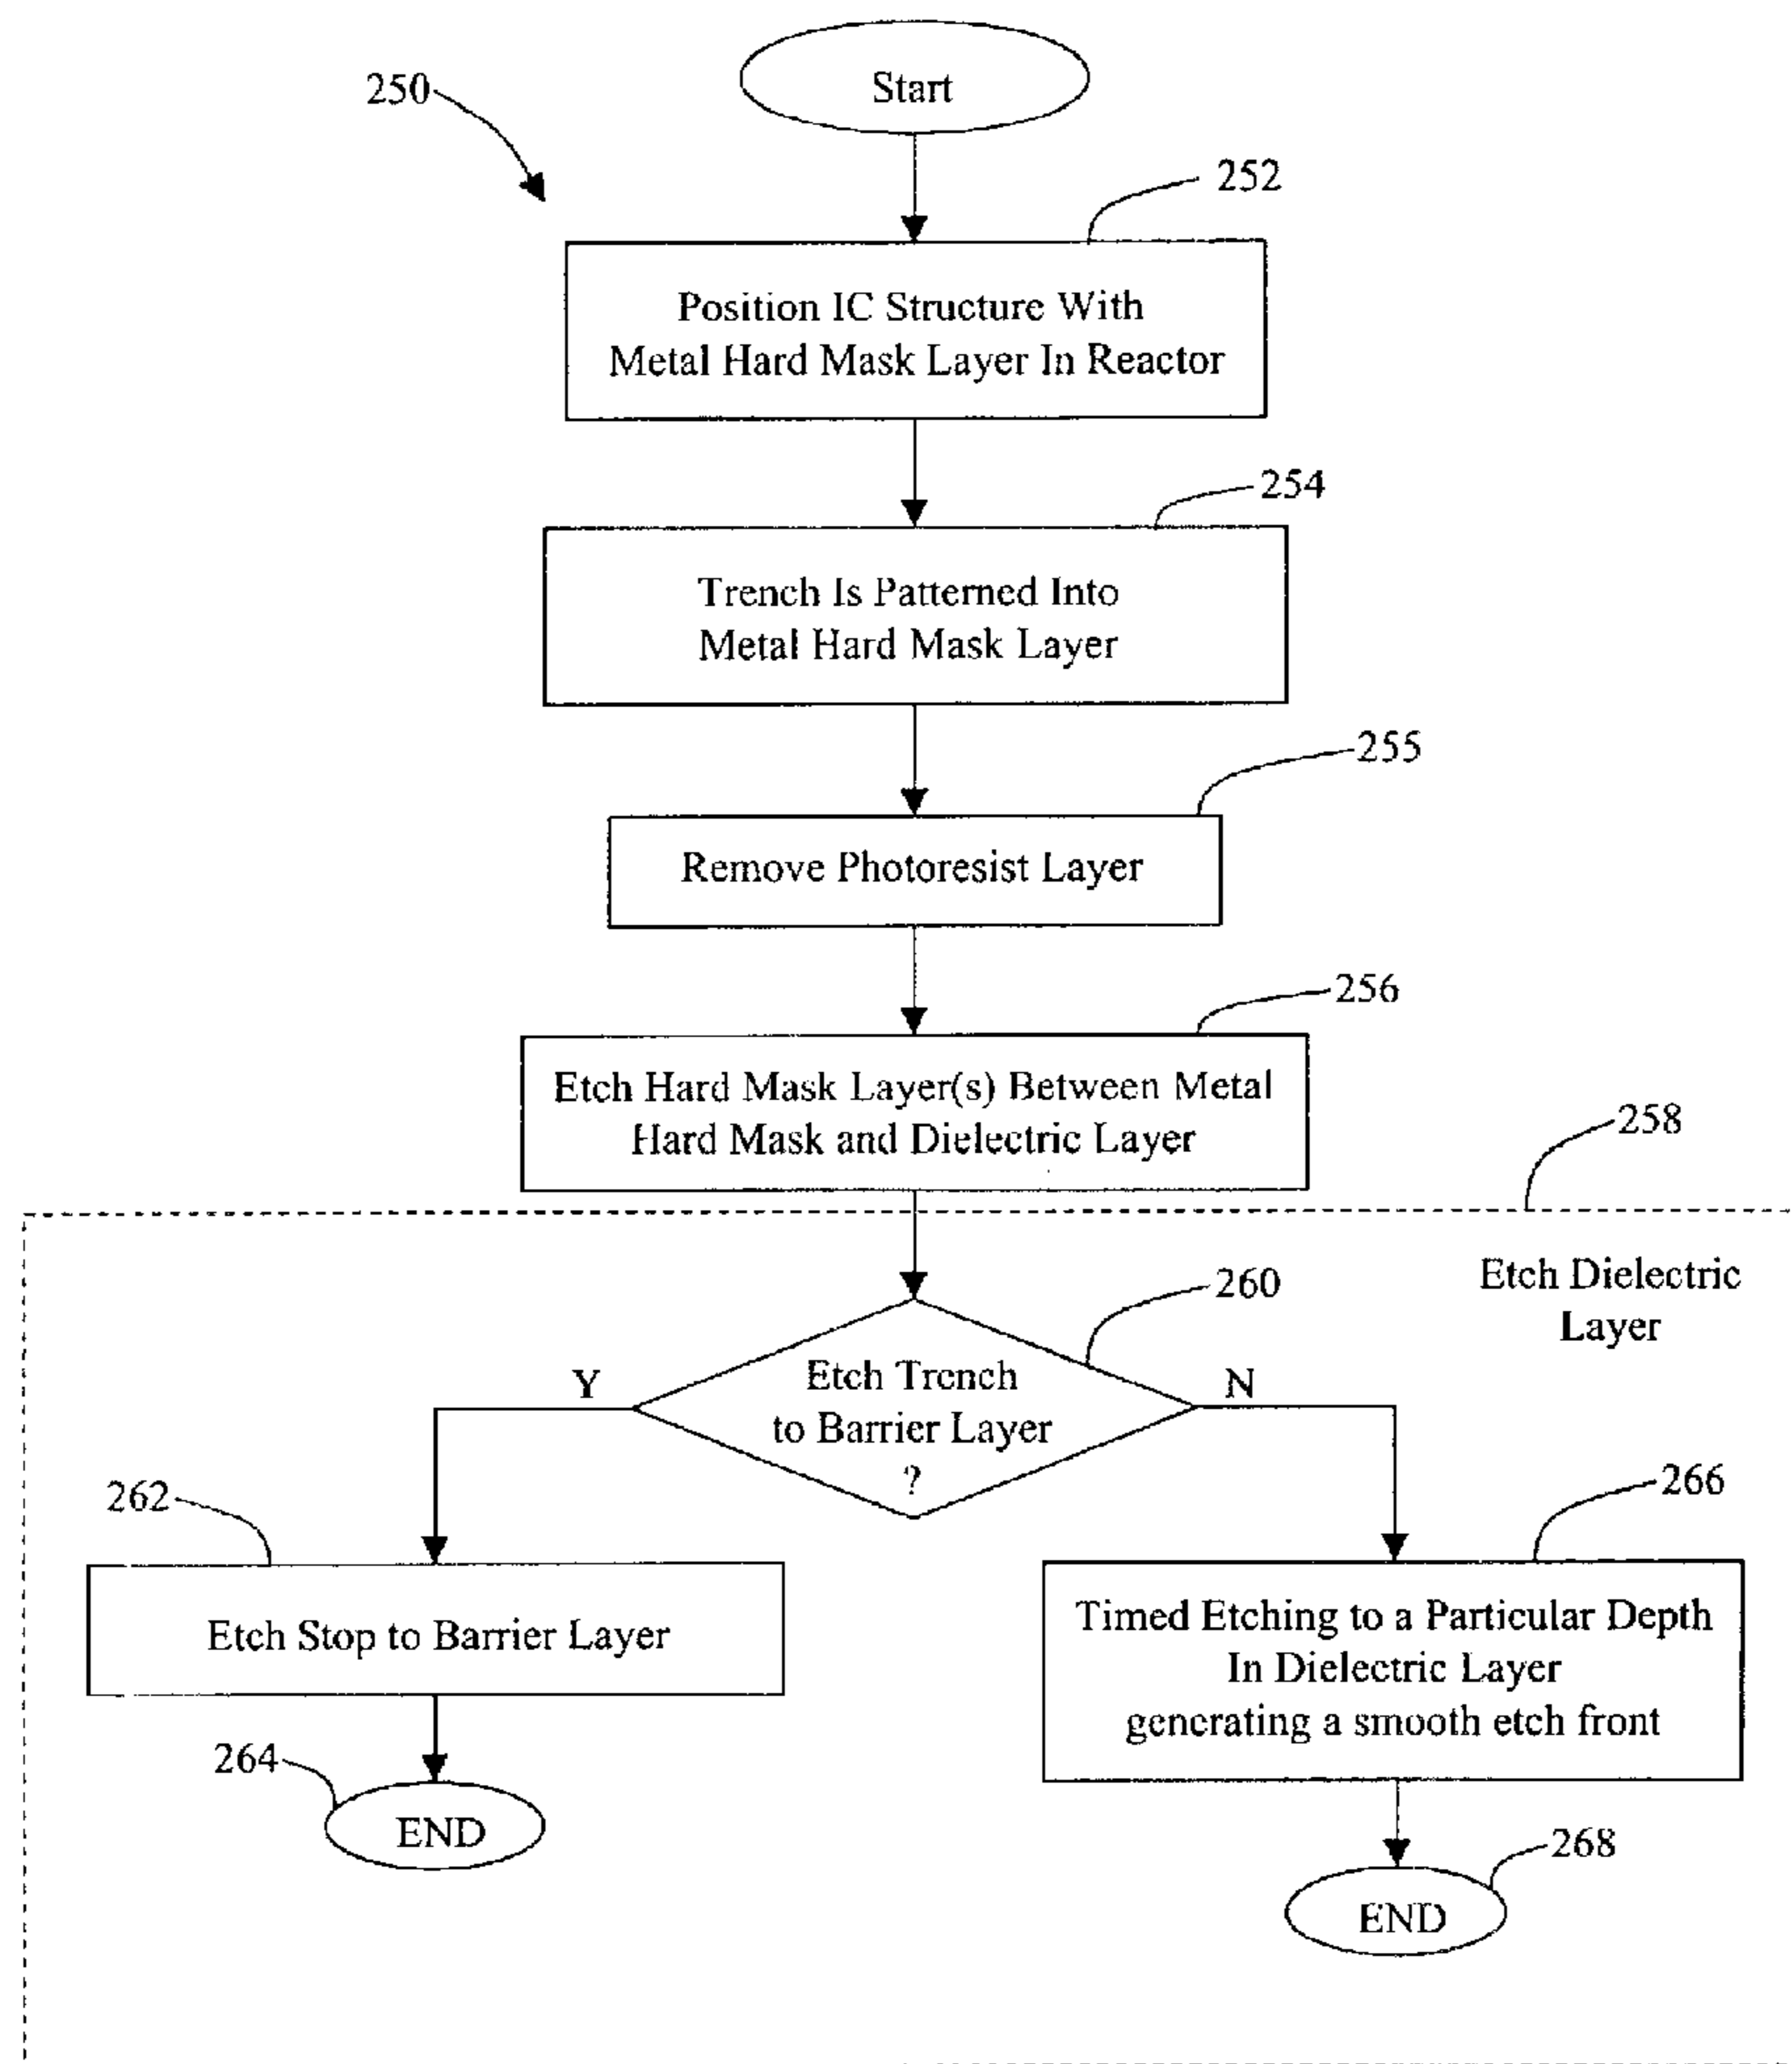 Start
250
252
Position IC Structure With
Metal Hard Mask Layer In Reactor
254
Trench Is Patterned Into
Metal Hard Mask Layer
255
Remove Photoresist Layer
256
Etch Hard Mask Layer(s) Between Metal
Hard Mask and Dielectric Layer
258
Etch Dielectric
Layer
260
Etch Trench
to Barrier Layer
?
Y
N
262
Etch Stop to Barrier Layer
264
END
266
Timed Etching to a Particular Depth
In Dielectric Layer
generating a smooth etch front
268
END